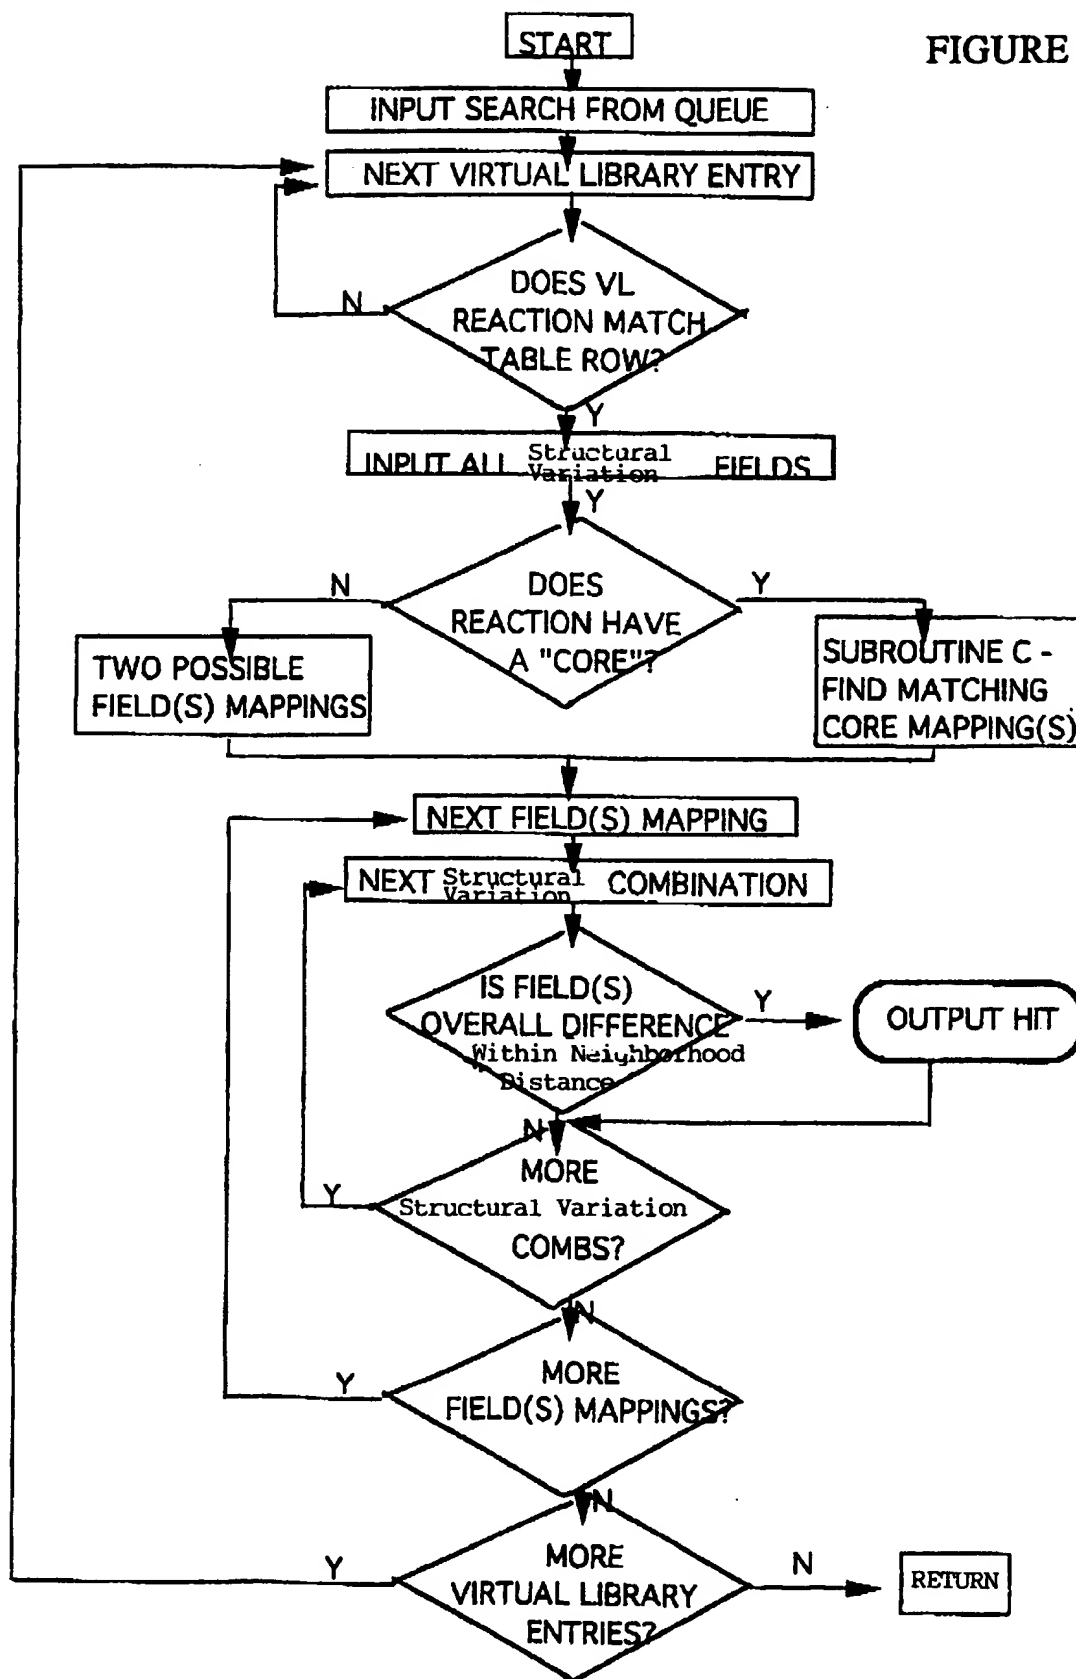 START
FIGURE
INPUT SEARCH FROM QUEUE
NEXT VIRTUAL LIBRARY ENTRY
DOES VL
REACTION MATCH
TABLE ROW?
N
Y
INPUT ALL Structural Variation FIELDS
Y
DOES
REACTION HAVE
A "CORE"?
N
Y
TWO POSSIBLE
FIELD(S) MAPPINGS
SUBROUTINE C -
FIND MATCHING
CORE MAPPING(S)
NEXT FIELD(S) MAPPING
NEXT Structural Variation COMBINATION
IS FIELD(S)
OVERALL DIFFERENCE
Within Neighborhood
Distance
Y
OUTPUT HIT
N
MORE
Structural Variation
COMBS?
Y
N
MORE
FIELD(S) MAPPINGS?
Y
N
MORE
VIRTUAL LIBRARY
ENTRIES?
Y
N
RETURN